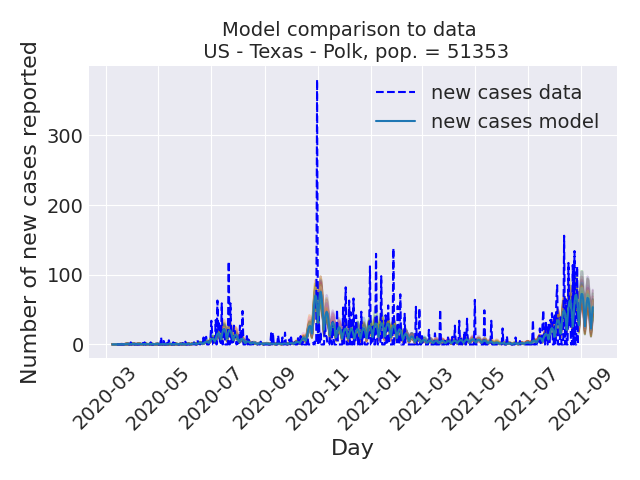 Model comparison to data
US - Texas - Polk, pop. = 51353
Number of new cases reported
new cases data
new cases model
300
200
100
0
2020-03
2020-05
2020-07
2020-09
2020-11
2021-01
2021-03
2021-05
2021-07
2021-09
Day